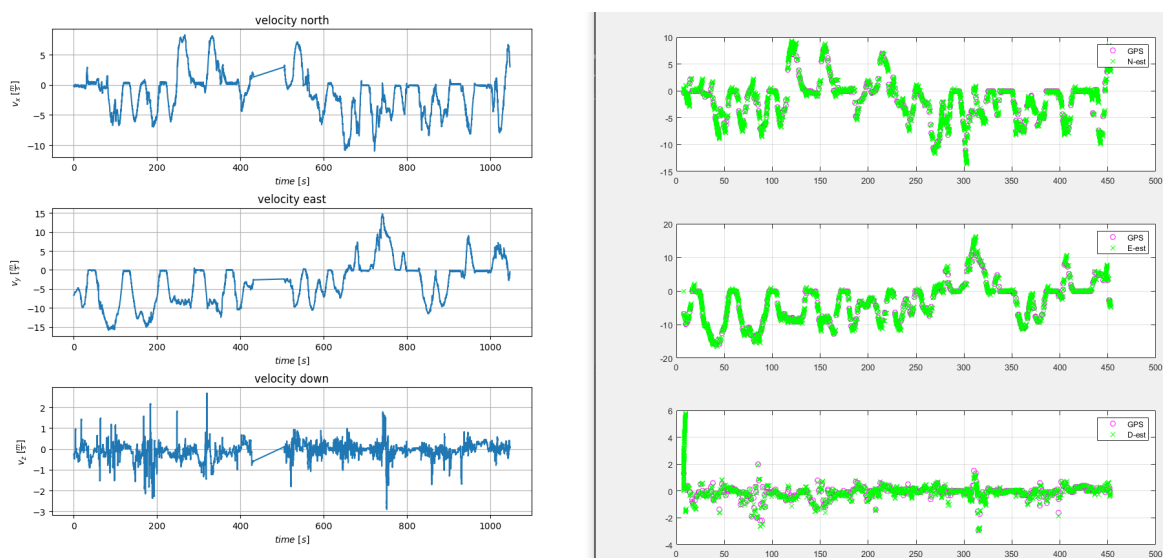 velocity north
5
0
−5
−10
v_x [m/s]
0 200 400 600 800 1000
time [s]
velocity east
15
10
5
0
−5
−10
−15
v_y [m/s]
0 200 400 600 800 1000
time [s]
velocity down
2
1
0
−1
−2
−3
v_z [m/s]
0 200 400 600 800 1000
time [s]
10
5
0
-5
-10
-15
GPS
N-est
0 50 100 150 200 250 300 350 400 450 500
20
10
0
-10
-20
GPS
E-est
0 50 100 150 200 250 300 350 400 450 500
6
4
2
0
-2
-4
GPS
D-est
0 50 100 150 200 250 300 350 400 450 500